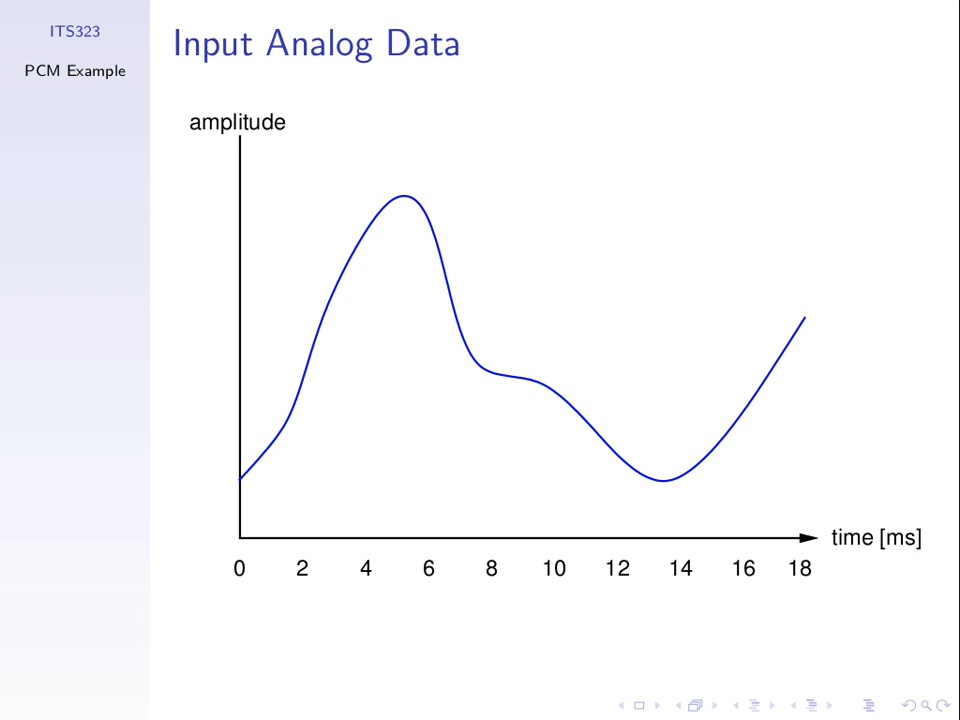 ITS323
PCM Example
Input Analog Data
amplitude
time [ms]
0 2 4 6 8 10 12 14 16 18